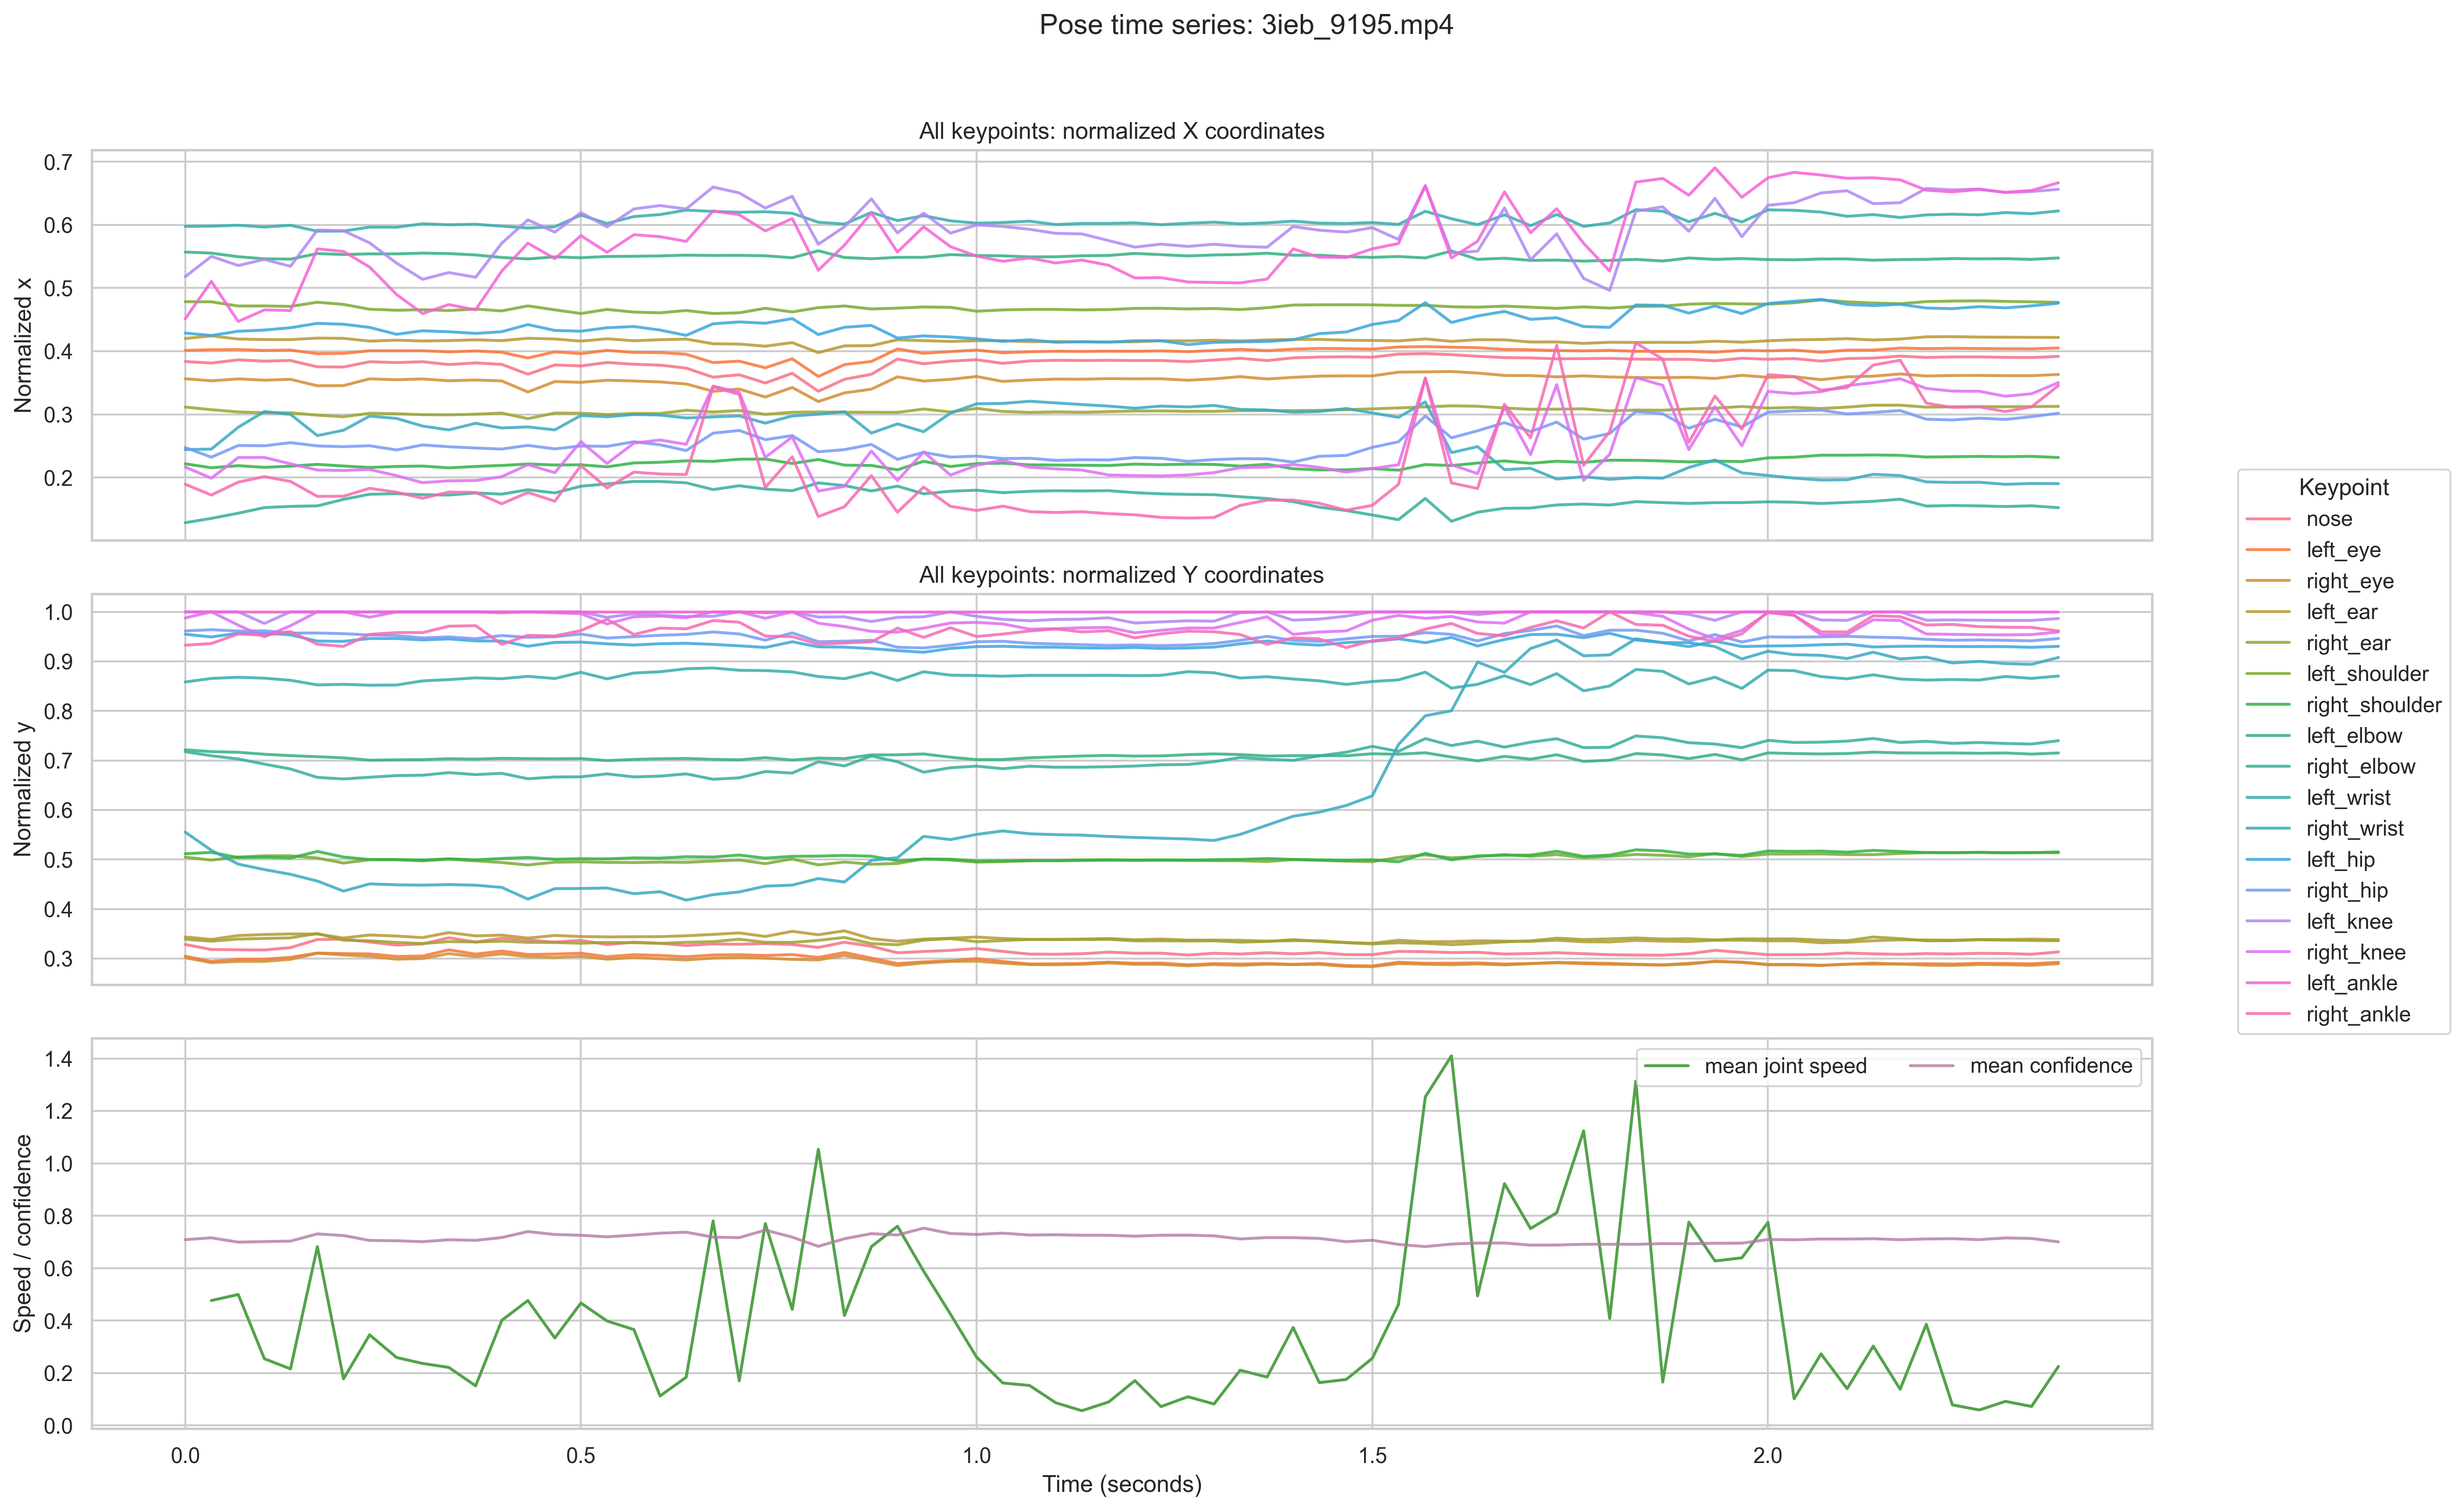 Pose time series: 3ieb_9195.mp4
All keypoints: normalized X coordinates
0.7
0.6
0.5
0.4
0.3
0.2
Normalized x
All keypoints: normalized Y coordinates
1.0
0.9
0.8
0.7
0.6
0.5
0.4
0.3
Normalized y
Keypoint
nose
left_eye
right_eye
left_ear
right_ear
left_shoulder
right_shoulder
left_elbow
right_elbow
left_wrist
right_wrist
left_hip
right_hip
left_knee
right_knee
left_ankle
right_ankle
mean joint speed mean confidence
1.4
1.2
1.0
0.8
0.6
0.4
0.2
0.0
Speed / confidence
0.0 0.5 1.0 1.5 2.0
Time (seconds)